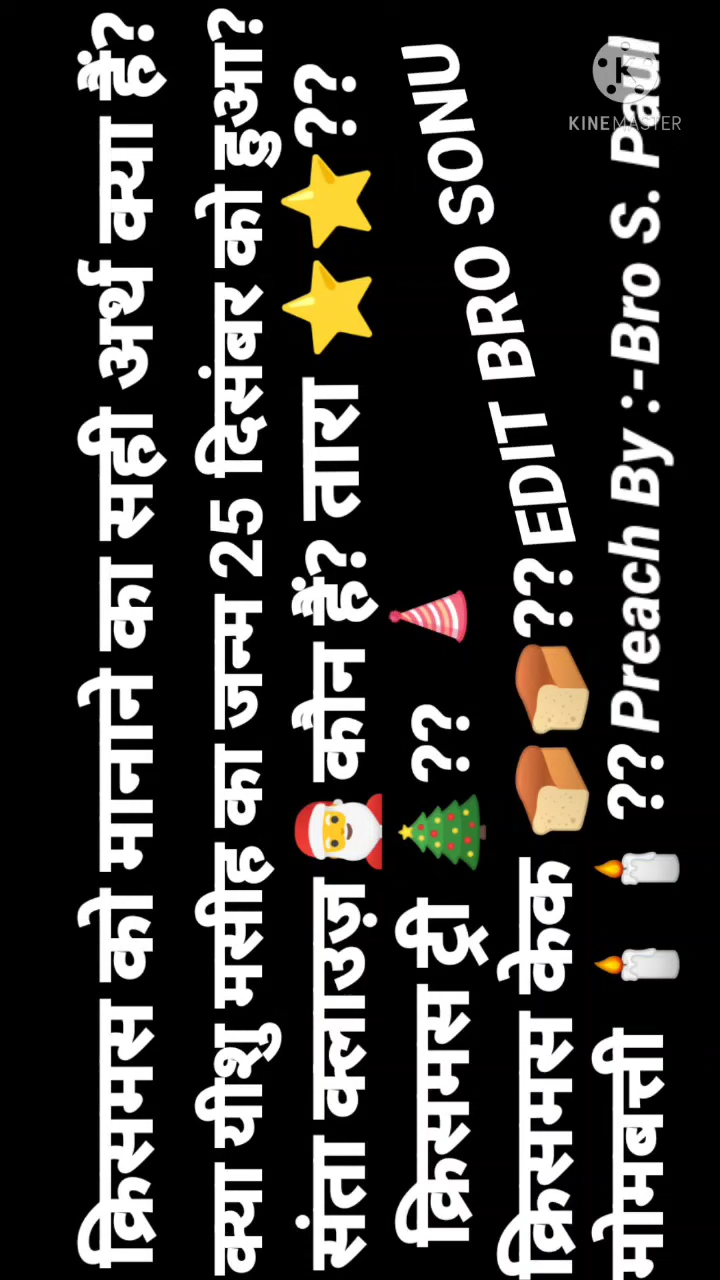 क्रिसमस को मानाने का सही अर्थ क्या हैं?
क्या यीशु मसीह का जन्म 25 दिसंबर को हुआ?
संता क्लाउज़ 🎅 कौन हैं? तारा ⭐⭐??
क्रिसमस ट्री 🎄 ??
EDIT BRO SONU
क्रिसमस केक 🍞🍞??
मोमबत्ती 🕯️🕯️ ?? Preach By :-Bro S. Paul
KINEMASTER